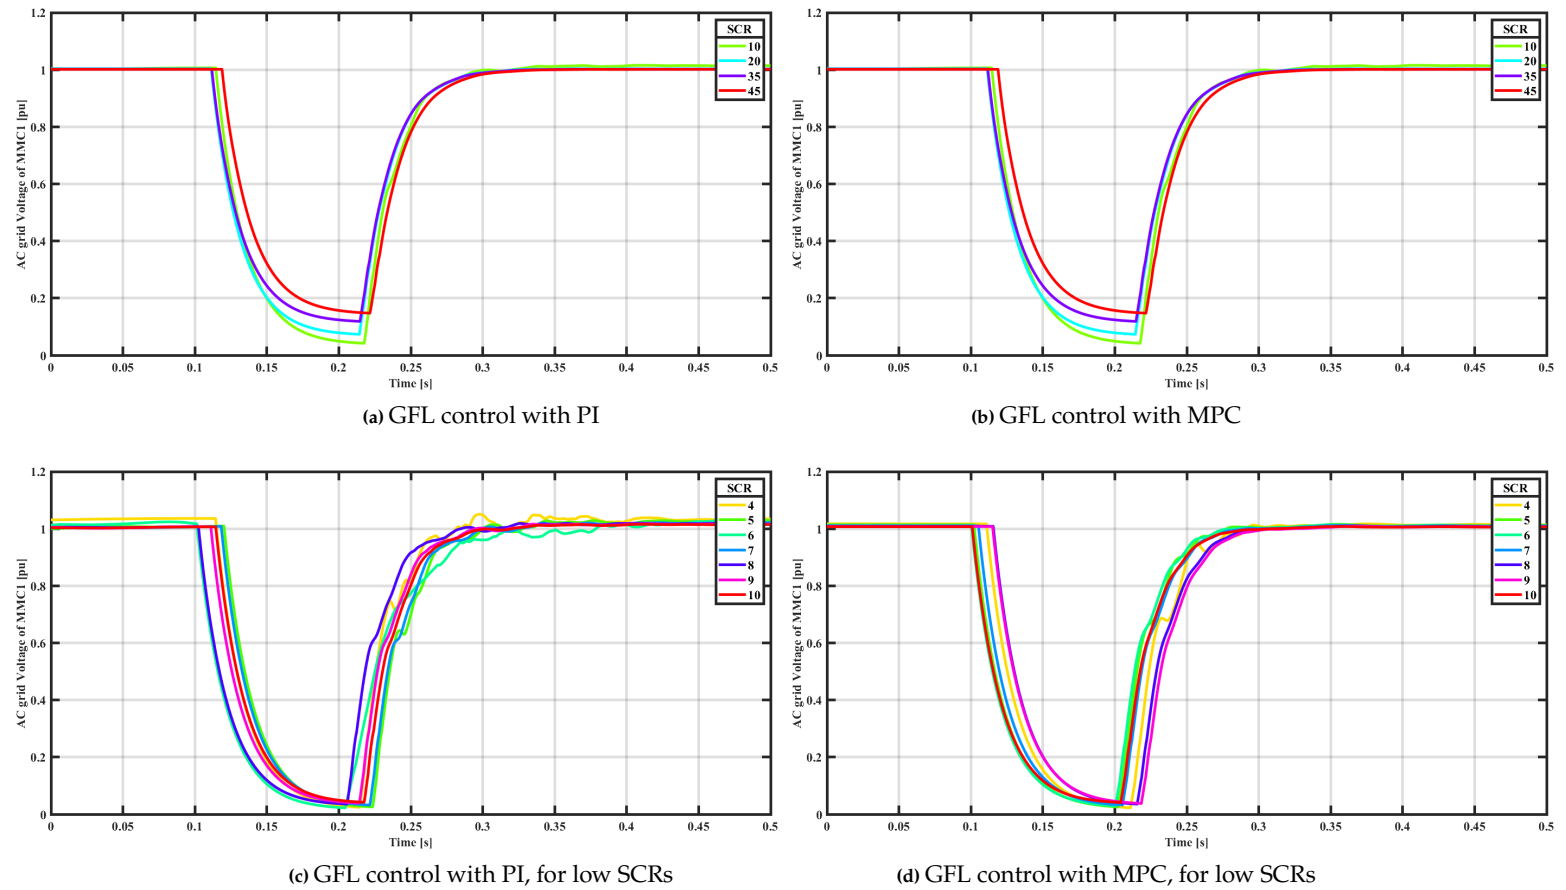 1.2
1
0.8
0.6
0.4
0.2
0
AC grid Voltage of MMC1 [pu]
0 0.05 0.1 0.15 0.2 0.25 0.3 0.35 0.4 0.45 0.5
Time [s]
SCR
10
20
35
45
(a) GFL control with PI
1.2
1
0.8
0.6
0.4
0.2
0
AC grid Voltage of MMC1 [pu]
0 0.05 0.1 0.15 0.2 0.25 0.3 0.35 0.4 0.45 0.5
Time [s]
SCR
10
20
35
45
(b) GFL control with MPC
1.2
1
0.8
0.6
0.4
0.2
0
AC grid Voltage of MMC1 [pu]
0 0.05 0.1 0.15 0.2 0.25 0.3 0.35 0.4 0.45 0.5
Time [s]
SCR
4
5
6
7
8
9
10
(c) GFL control with PI, for low SCRs
1.2
1
0.8
0.6
0.4
0.2
0
AC grid Voltage of MMC1 [pu]
0 0.05 0.1 0.15 0.2 0.25 0.3 0.35 0.4 0.45 0.5
Time [s]
SCR
4
5
6
7
8
9
10
(d) GFL control with MPC, for low SCRs